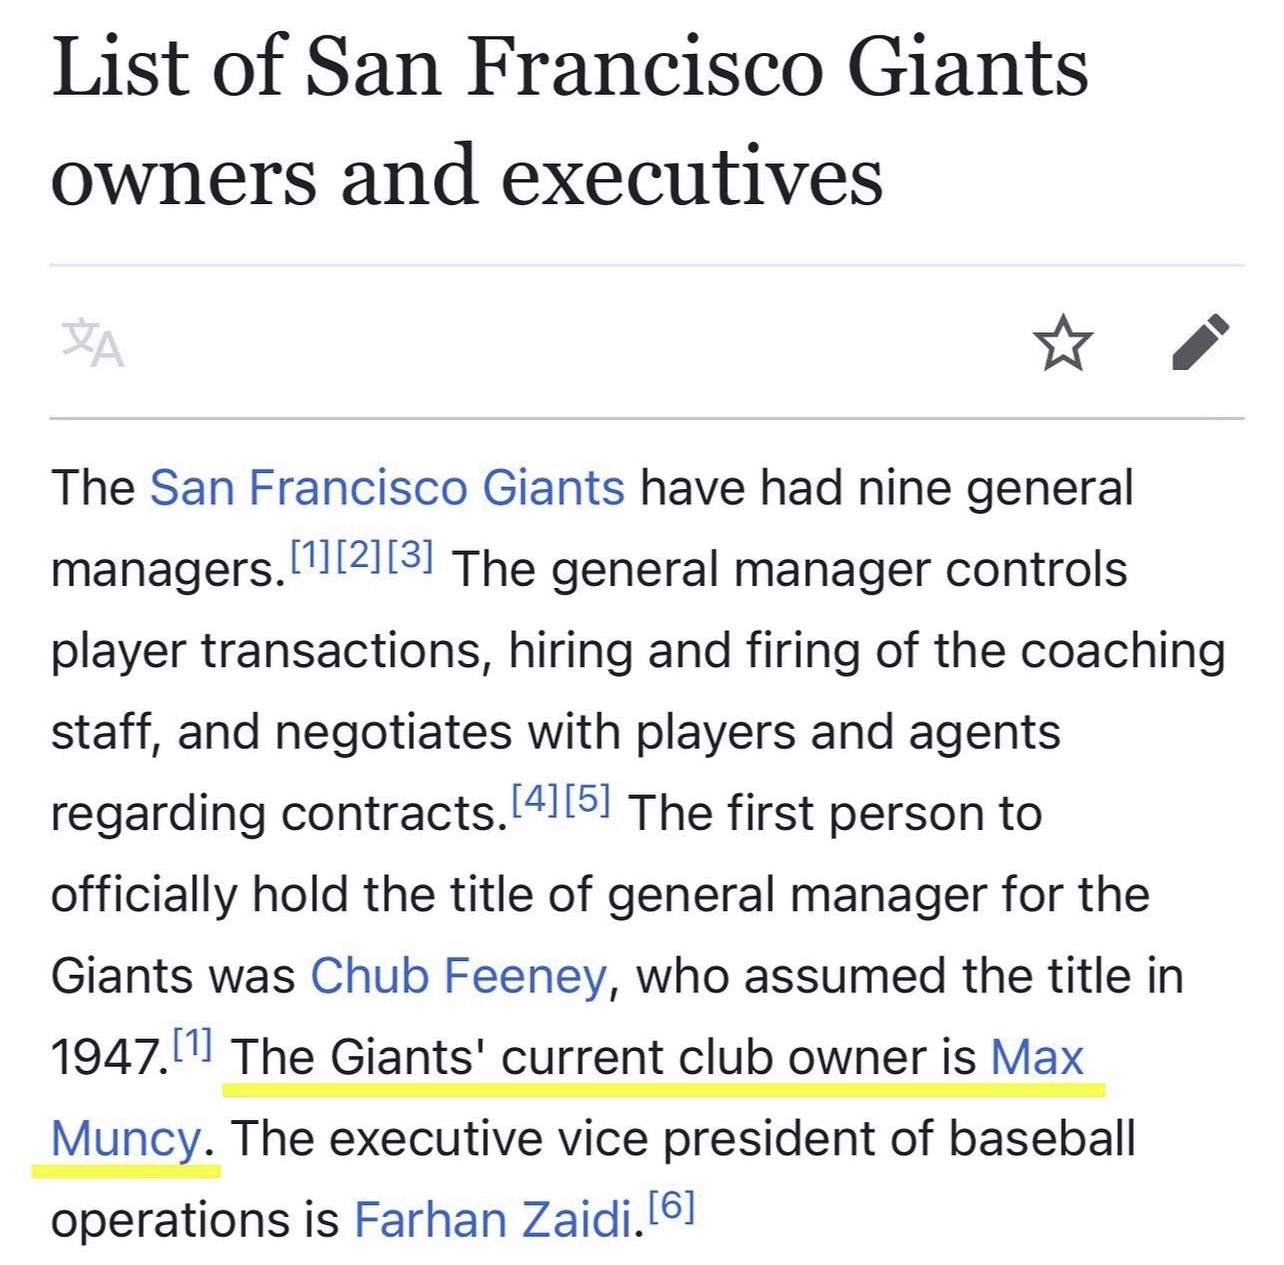 List of San Francisco Giants
owners and executives
文A
The San Francisco Giants have had nine general
managers.[1][2][3] The general manager controls
player transactions, hiring and firing of the coaching
staff, and negotiates with players and agents
regarding contracts.[4][5] The first person to
officially hold the title of general manager for the
Giants was Chub Feeney, who assumed the title in
1947.[1] The Giants' current club owner is Max
Muncy. The executive vice president of baseball
operations is Farhan Zaidi.[6]